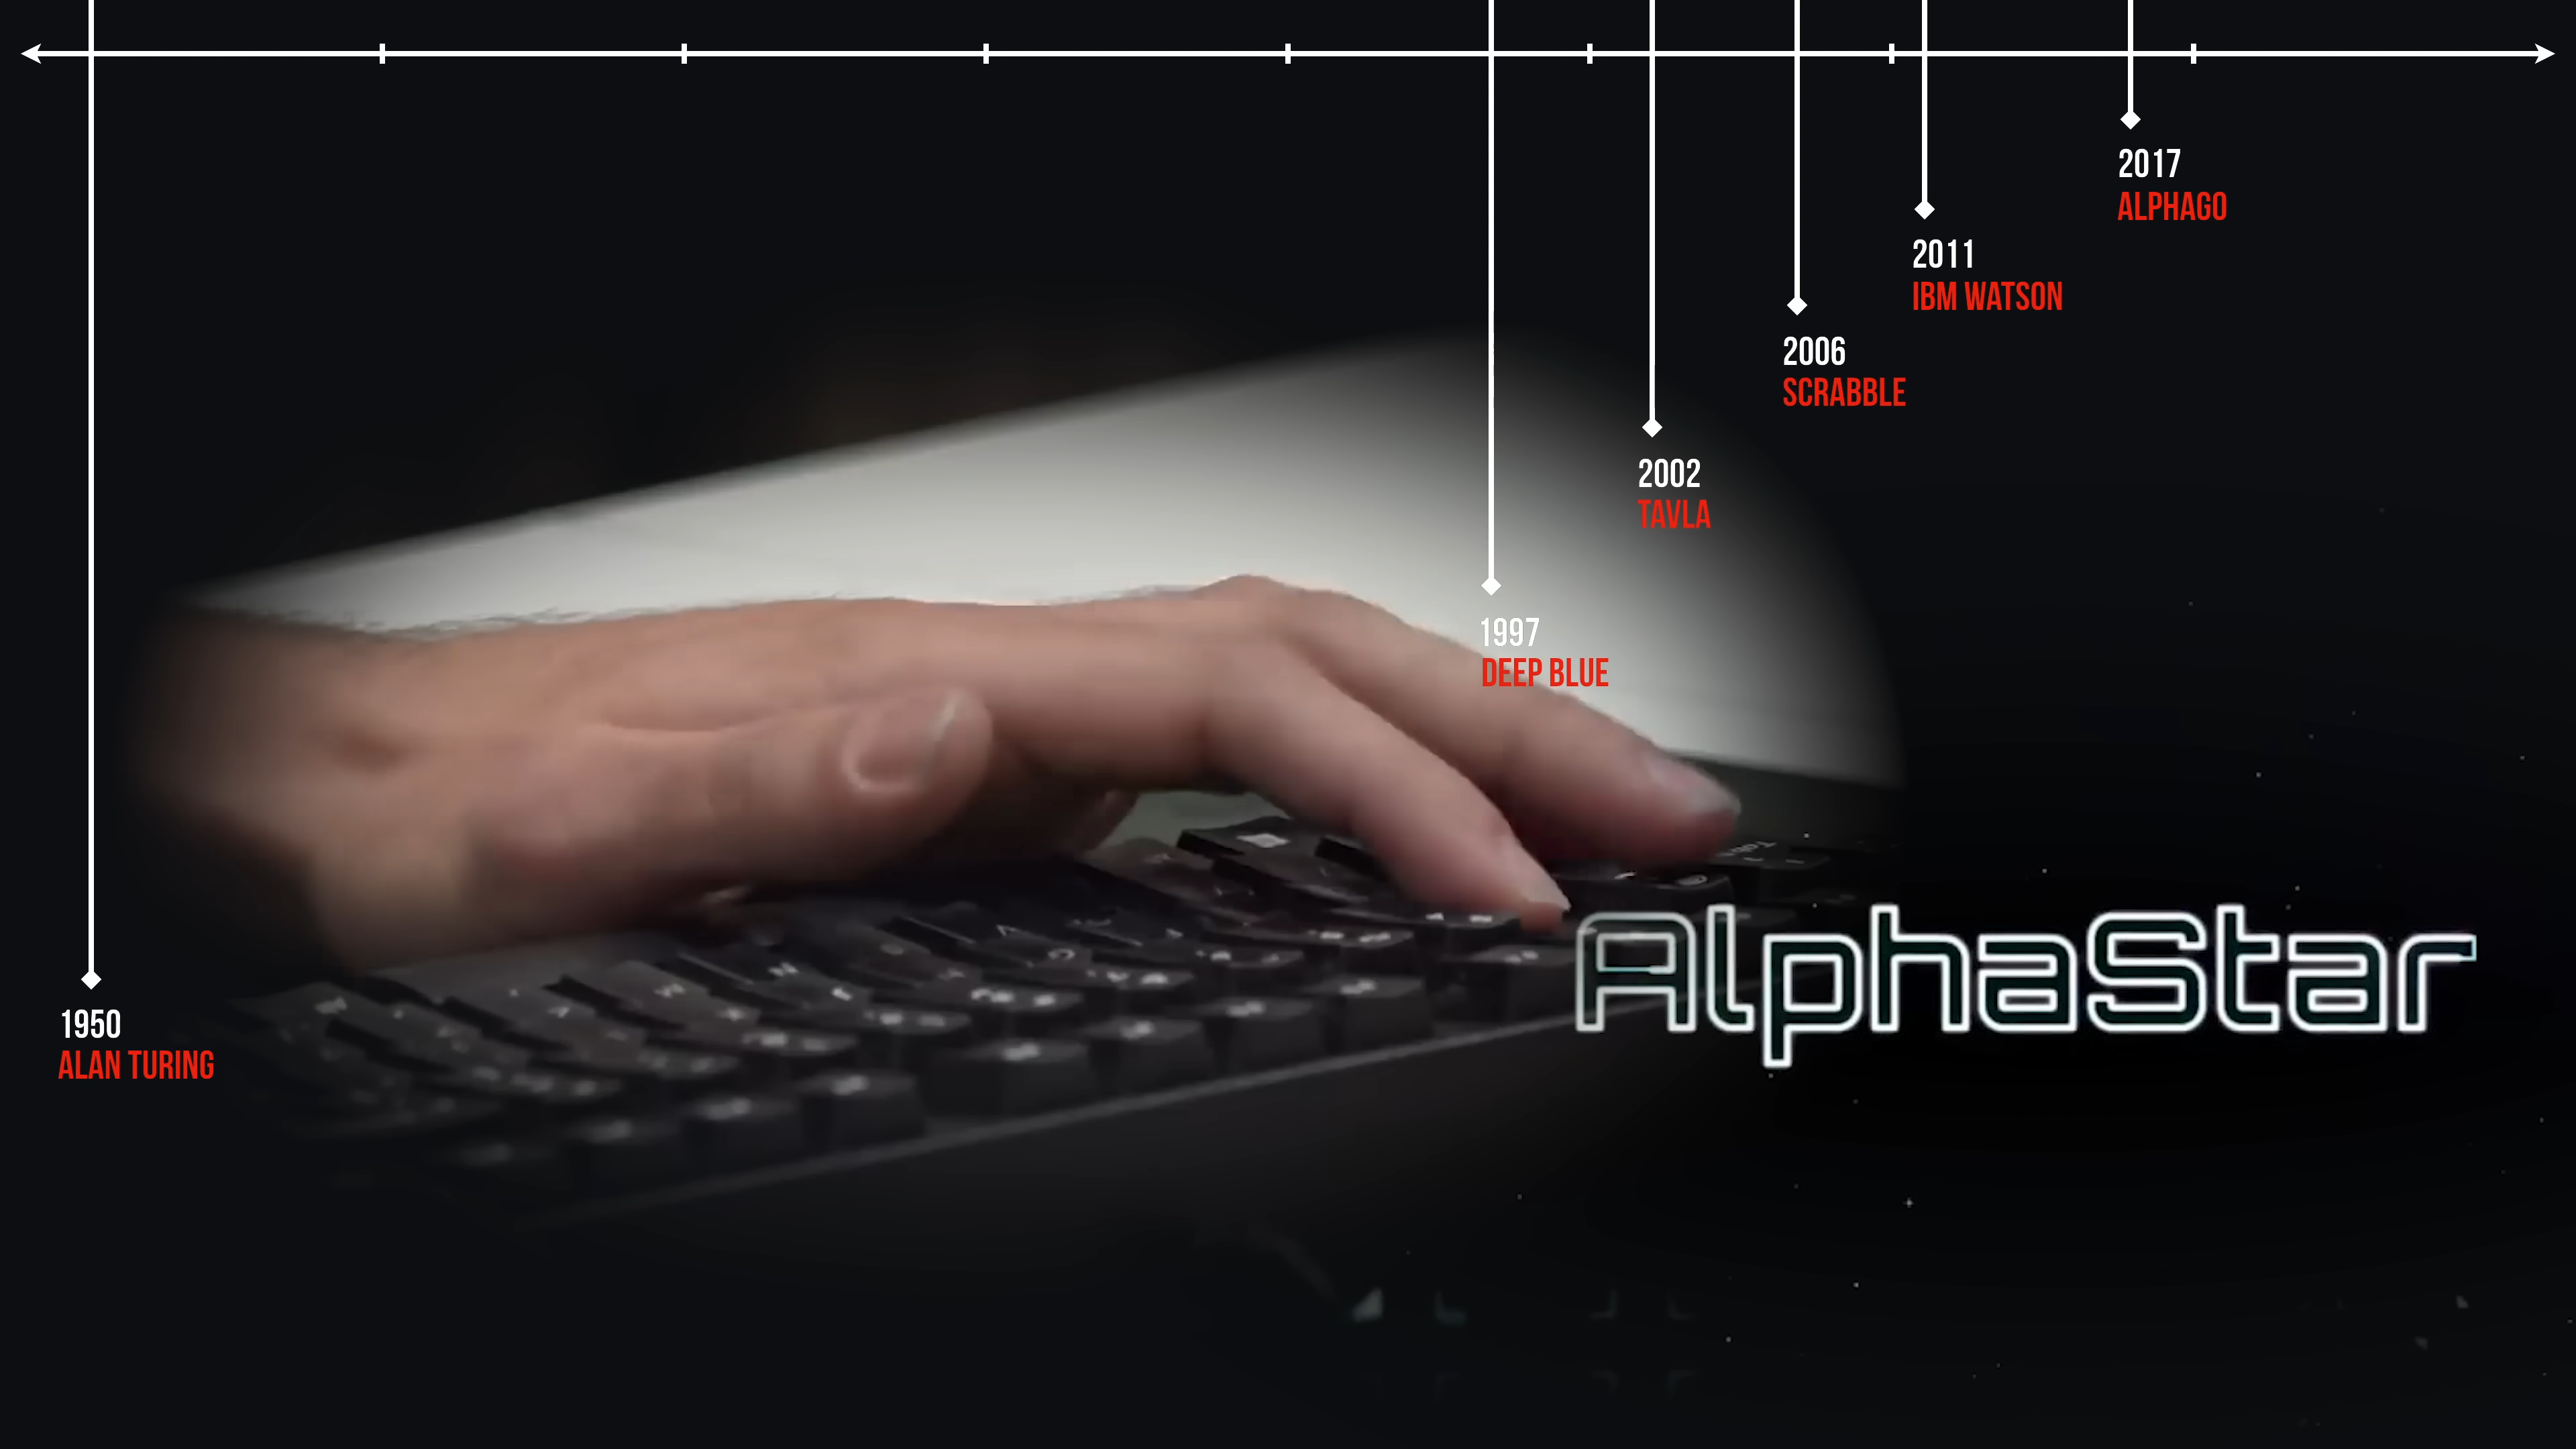 2017
ALPHAGO
2011
IBM WATSON
2006
SCRABBLE
2002
TAVLA
1997
DEEP BLUE
AlphaStar
1950
ALAN TURING